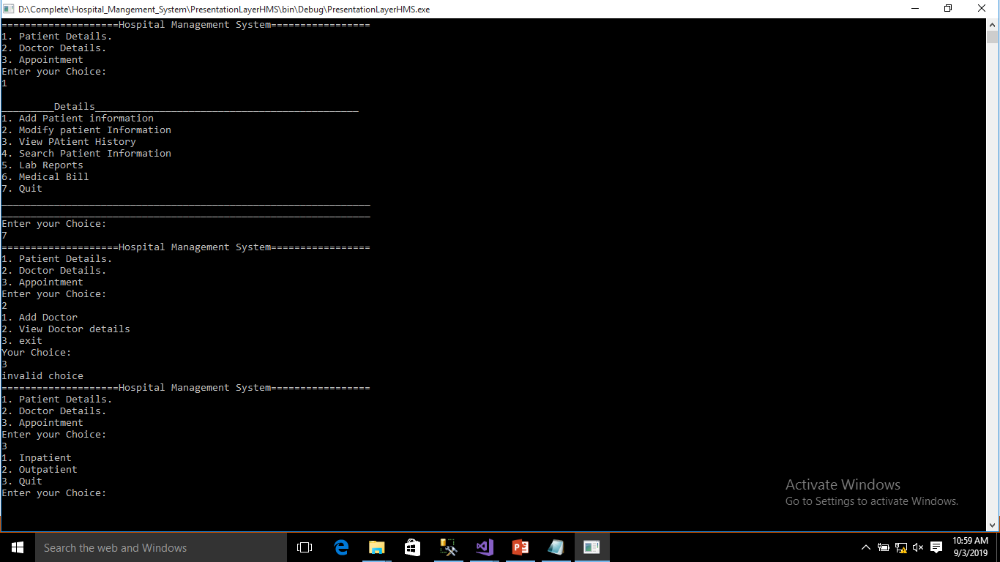 D:\Complete\Hospital_Mangement_System\PresentationLayerHMS\bin\Debug\PresentationLayerHMS.exe
====================Hospital Management System=================
1. Patient Details.
2. Doctor Details.
3. Appointment
Enter your Choice:
1
_________Details_____________________________________________
1. Add Patient information
2. Modify patient Information
3. View PAtient History
4. Search Patient Information
5. Lab Reports
6. Medical Bill
7. Quit
_______________________________________________________________
_______________________________________________________________
Enter your Choice:
7
====================Hospital Management System=================
1. Patient Details.
2. Doctor Details.
3. Appointment
Enter your Choice:
2
1. Add Doctor
2. View Doctor details
3. exit
Your Choice:
3
invalid choice
====================Hospital Management System=================
1. Patient Details.
2. Doctor Details.
3. Appointment
Enter your Choice:
3
1. Inpatient
2. Outpatient
3. Quit
Enter your Choice:
Activate Windows
Go to Settings to activate Windows.
Search the web and Windows
10:59 AM
9/3/2019